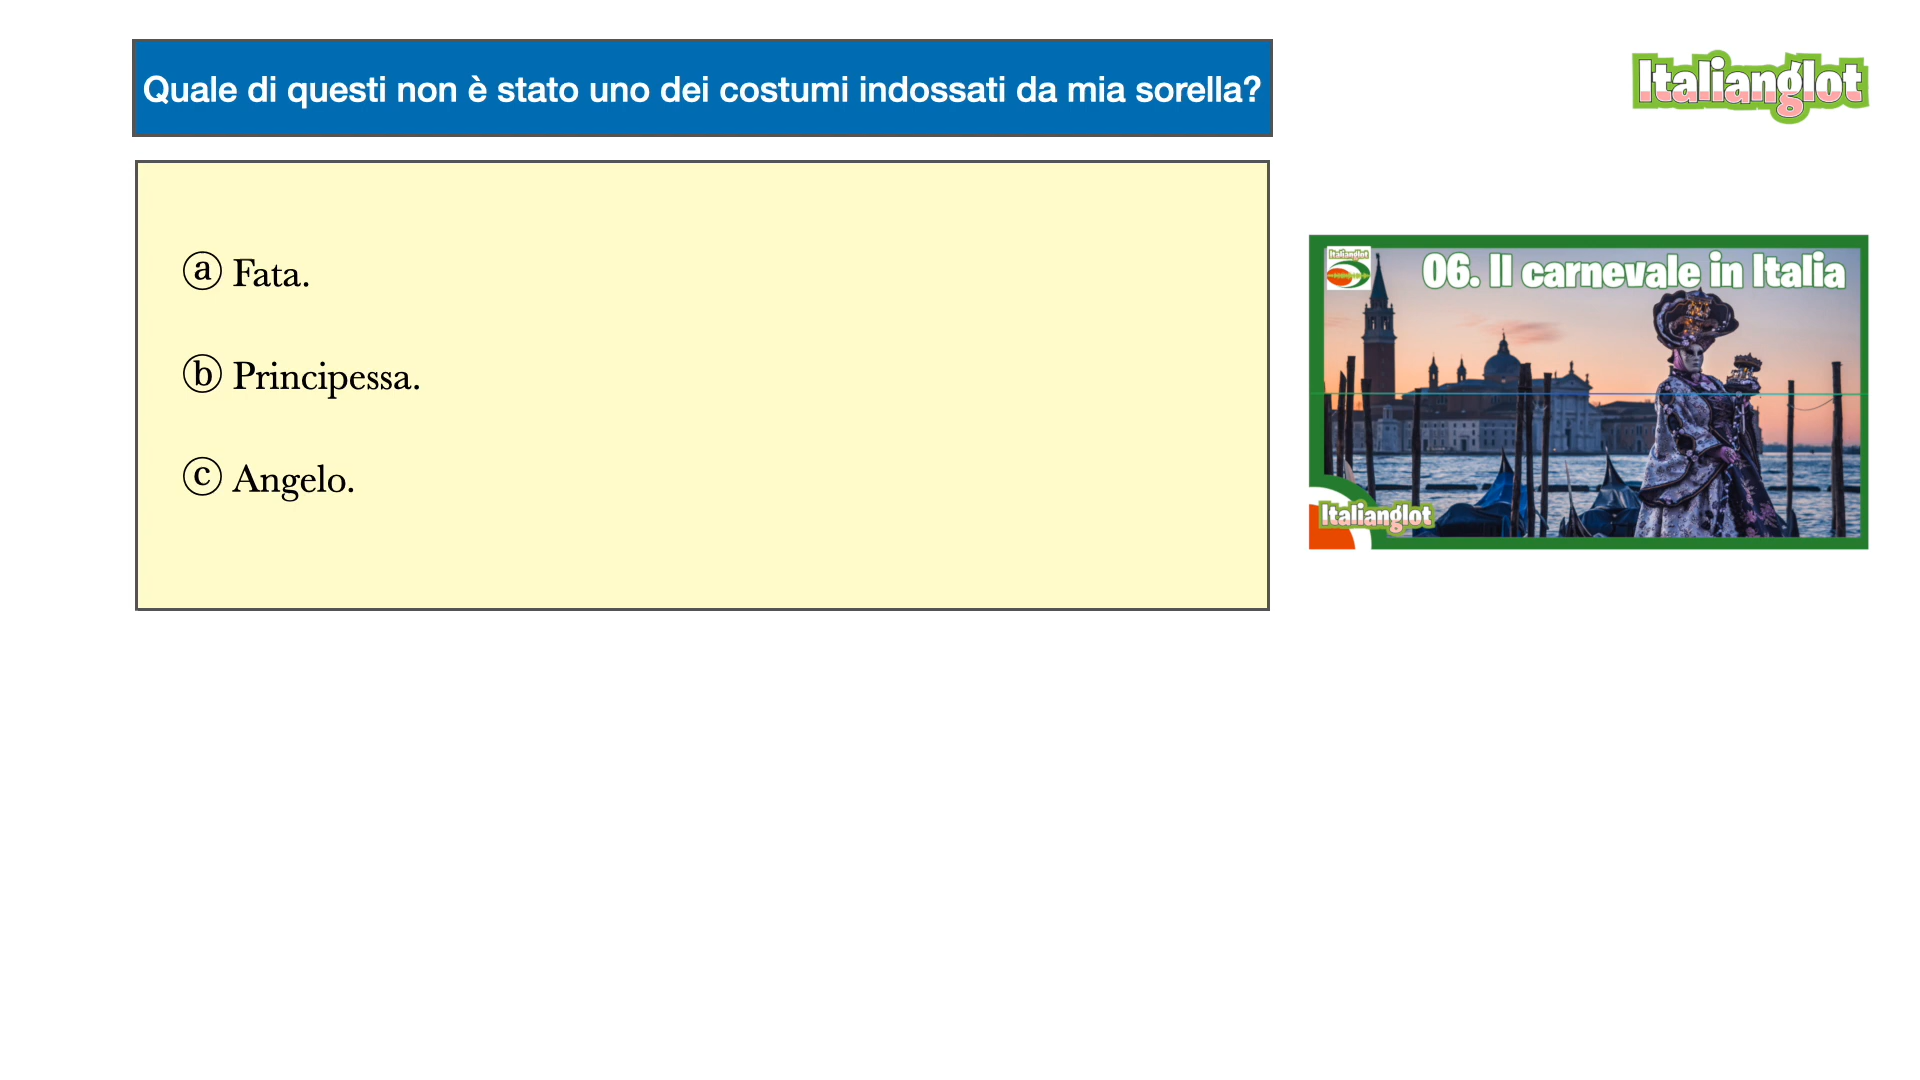 Quale di questi non è stato uno dei costumi indossati da mia sorella?
Italianglot
ⓐ Fata.
ⓑ Principessa.
ⓒ Angelo.
Italianglot
06. Il carnevale in Italia
Italianglot